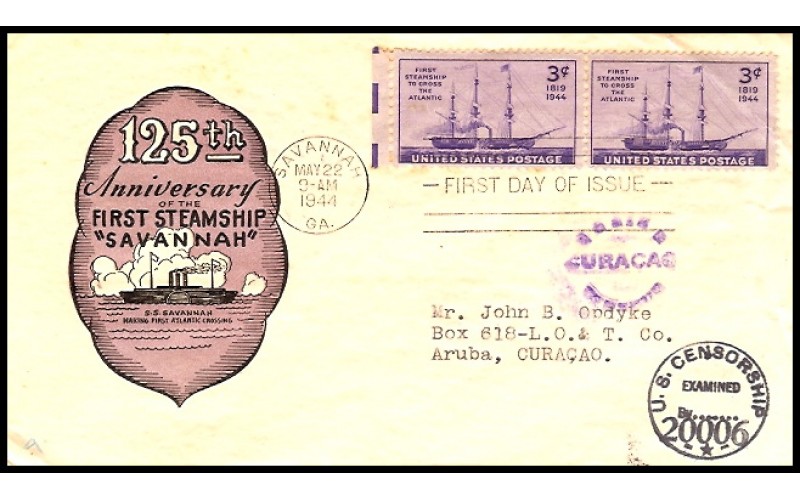 125th
Anniversary
OF THE
FIRST STEAMSHIP
"SAVANNAH"
S.S. SAVANNAH
MAKING FIRST ATLANTIC CROSSING
SAVANNAH
MAY 22
9-AM
1944
GA.
FIRST
STEAMSHIP
TO CROSS
THE
ATLANTIC
3¢
1819
1944
UNITED STATES POSTAGE
FIRST
STEAMSHIP
TO CROSS
THE
ATLANTIC
3¢
1819
1944
UNITED STATES POSTAGE
— FIRST DAY OF ISSUE —
CURAÇAO
Mr. John B. Opdyke
Box 618-L.O.& T. Co.
Aruba, CURAÇAO.
U. S. CENSORSHIP
EXAMINED
By.......
20006